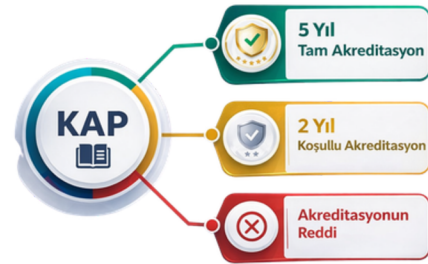 KAP
5 Yıl
Tam Akreditasyon
2 Yıl
Koşullu Akreditasyon
Akreditasyonun
Reddi